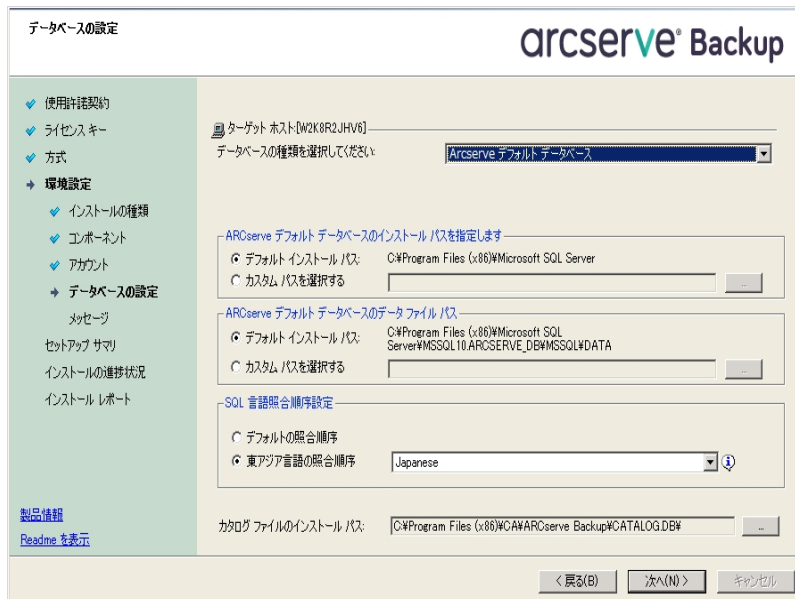 データベースの設定
arcserve® Backup
使用許諾契約
ライセンス キー
方式
環境設定
インストールの種類
コンポーネント
アカウント
データベースの設定
メッセージ
セットアップ サマリ
インストールの進捗状況
インストール レポート
製品情報
Readme を表示
ターゲット ホスト:[W2K8R2JHV6]
データベースの種類を選択してください:
Arcserve デフォルト データベース
ARCserve デフォルト データベースのインストール パスを指定します
デフォルト インストール パス:
C:¥Program Files (x86)¥Microsoft SQL Server
カスタム パスを選択する
...
ARCserve デフォルト データベースのデータ ファイル パス
デフォルト インストール パス:
C:¥Program Files (x86)¥Microsoft SQL
Server¥MSSQL10.ARCSERVE_DB¥MSSQL¥DATA
カスタム パスを選択する
...
SQL 言語照合順序設定
デフォルトの照合順序
東アジア言語の照合順序
Japanese
カタログ ファイルのインストール パス:
C:¥Program Files (x86)¥CA¥ARCserve Backup¥CATALOG.DB¥
...
< 戻る(B)
次へ(N) >
キャンセル